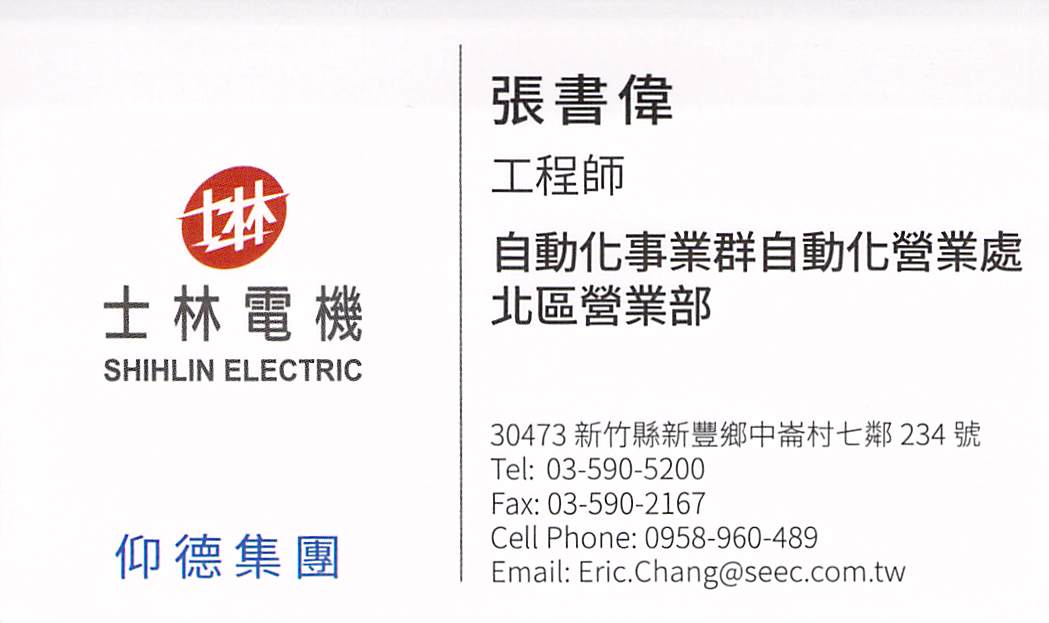 士林
士林電機
SHIHLIN ELECTRIC
仰德集團
張書偉
工程師
自動化事業群自動化營業處
北區營業部
30473 新竹縣新豐鄉中崙村七鄰 234 號
Tel: 03-590-5200
Fax: 03-590-2167
Cell Phone: 0958-960-489
Email: Eric.Chang@seec.com.tw